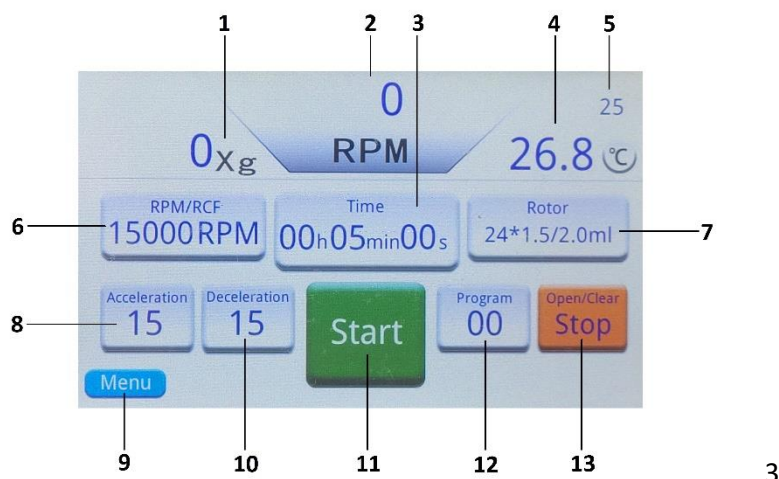 1 2 3 4 5
0 25
0xg RPM 26.8 ℃
RPM/RCF Time Rotor
6 15000RPM 00h05min00s 24*1.5/2.0ml 7
Acceleration Deceleration Program Open/Clear
8 15 15 Start 00 Stop
Menu
9 10 11 12 13
3